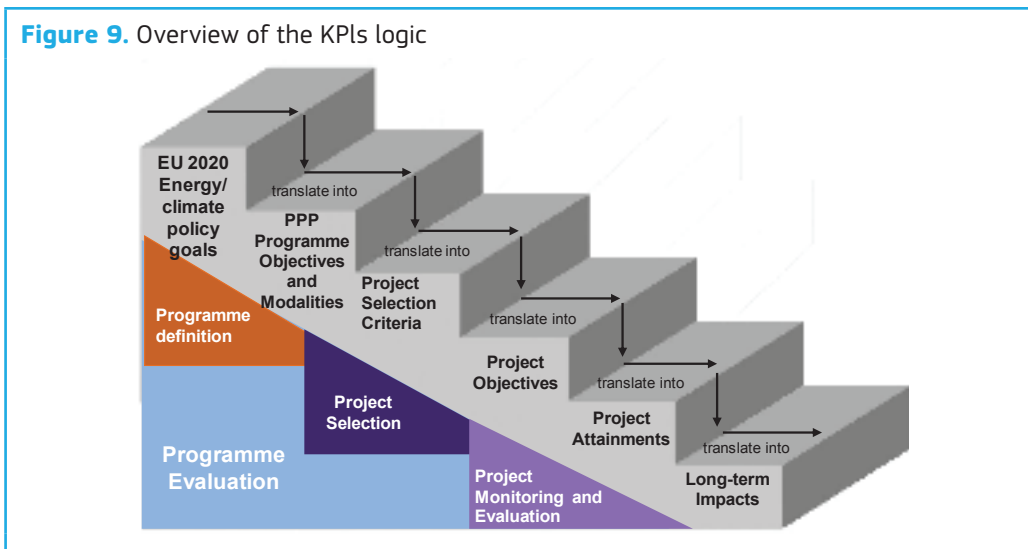 Figure 9. Overview of the KPIs logic
EU 2020
Energy/
climate
policy
goals
translate into
PPP
Programme
Objectives
and
Modalities
translate into
Project
Selection
Criteria
translate into
Project
Objectives
translate into
Project
Attainments
translate into
Long-term
Impacts
Programme
definition
Project
Selection
Programme
Evaluation
Project
Monitoring and
Evaluation